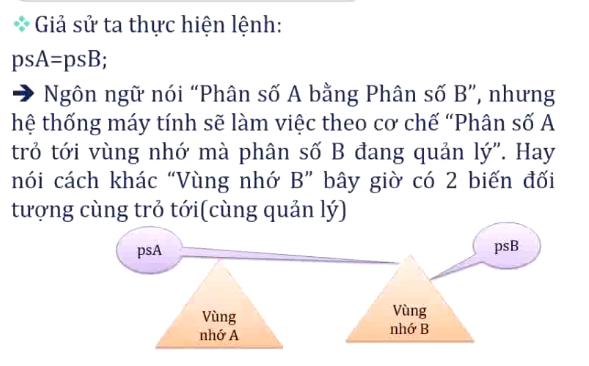 ❖ Giả sử ta thực hiện lệnh:
psA=psB;
➔ Ngôn ngữ nói “Phân số A bằng Phân số B”, nhưng
hệ thống máy tính sẽ làm việc theo cơ chế “Phân số A
trỏ tới vùng nhớ mà phân số B đang quản lý”. Hay
nói cách khác “Vùng nhớ B” bây giờ có 2 biến đối
tượng cùng trỏ tới(cùng quản lý)
psA
psB
Vùng
nhớ A
Vùng
nhớ B